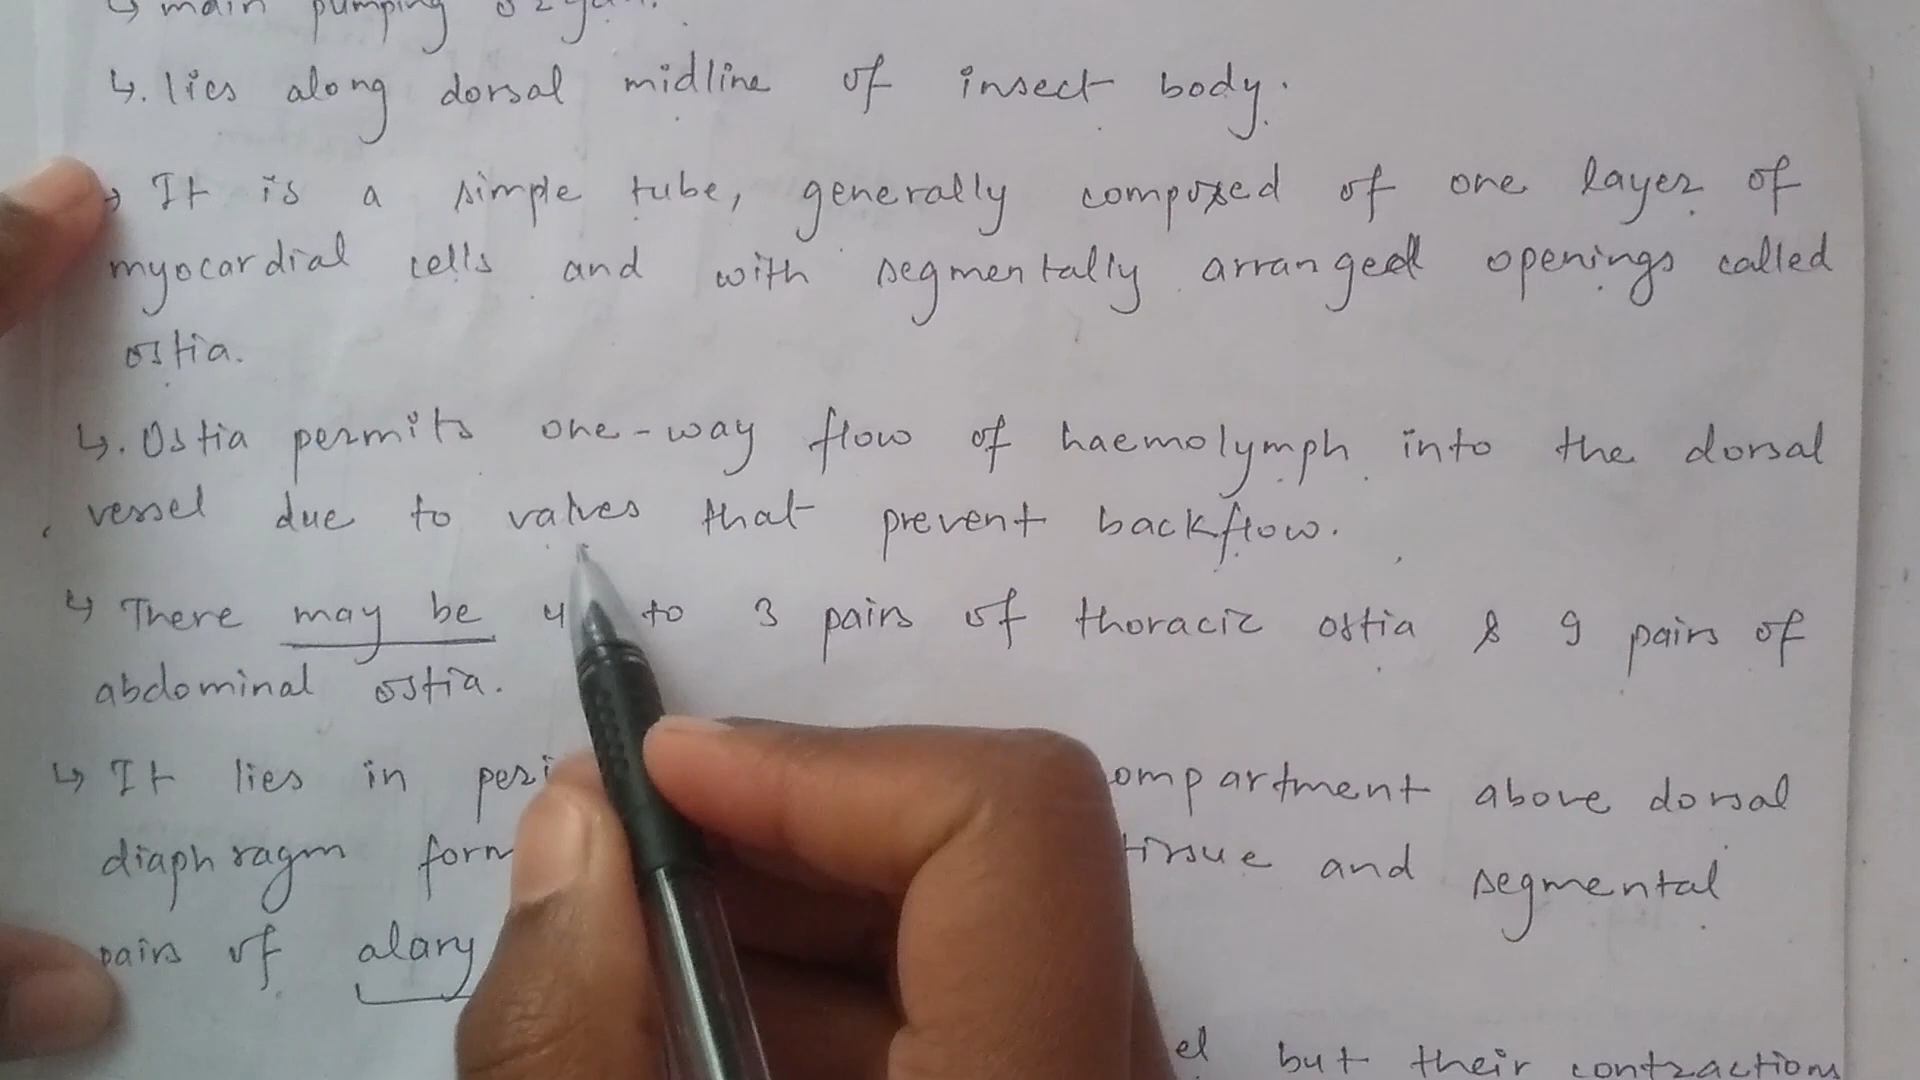 ↳ main pumping
↳. lies along dorsal midline of insect body.
→ It is a simple tube, generally composed of one layer of
myocardial cells and with segmentally arranged openings called
ostia.
↳. Ostia permits one-way flow of haemolymph into the dorsal
vessel due to valves that prevent backflow.
↳ There may be 4 to 3 pairs of thoracic ostia & 9 pairs of
abdominal ostia.
↳ It lies in compartment above dorsal
diaphragm tissue and segmental
pairs of alary
but their contractions